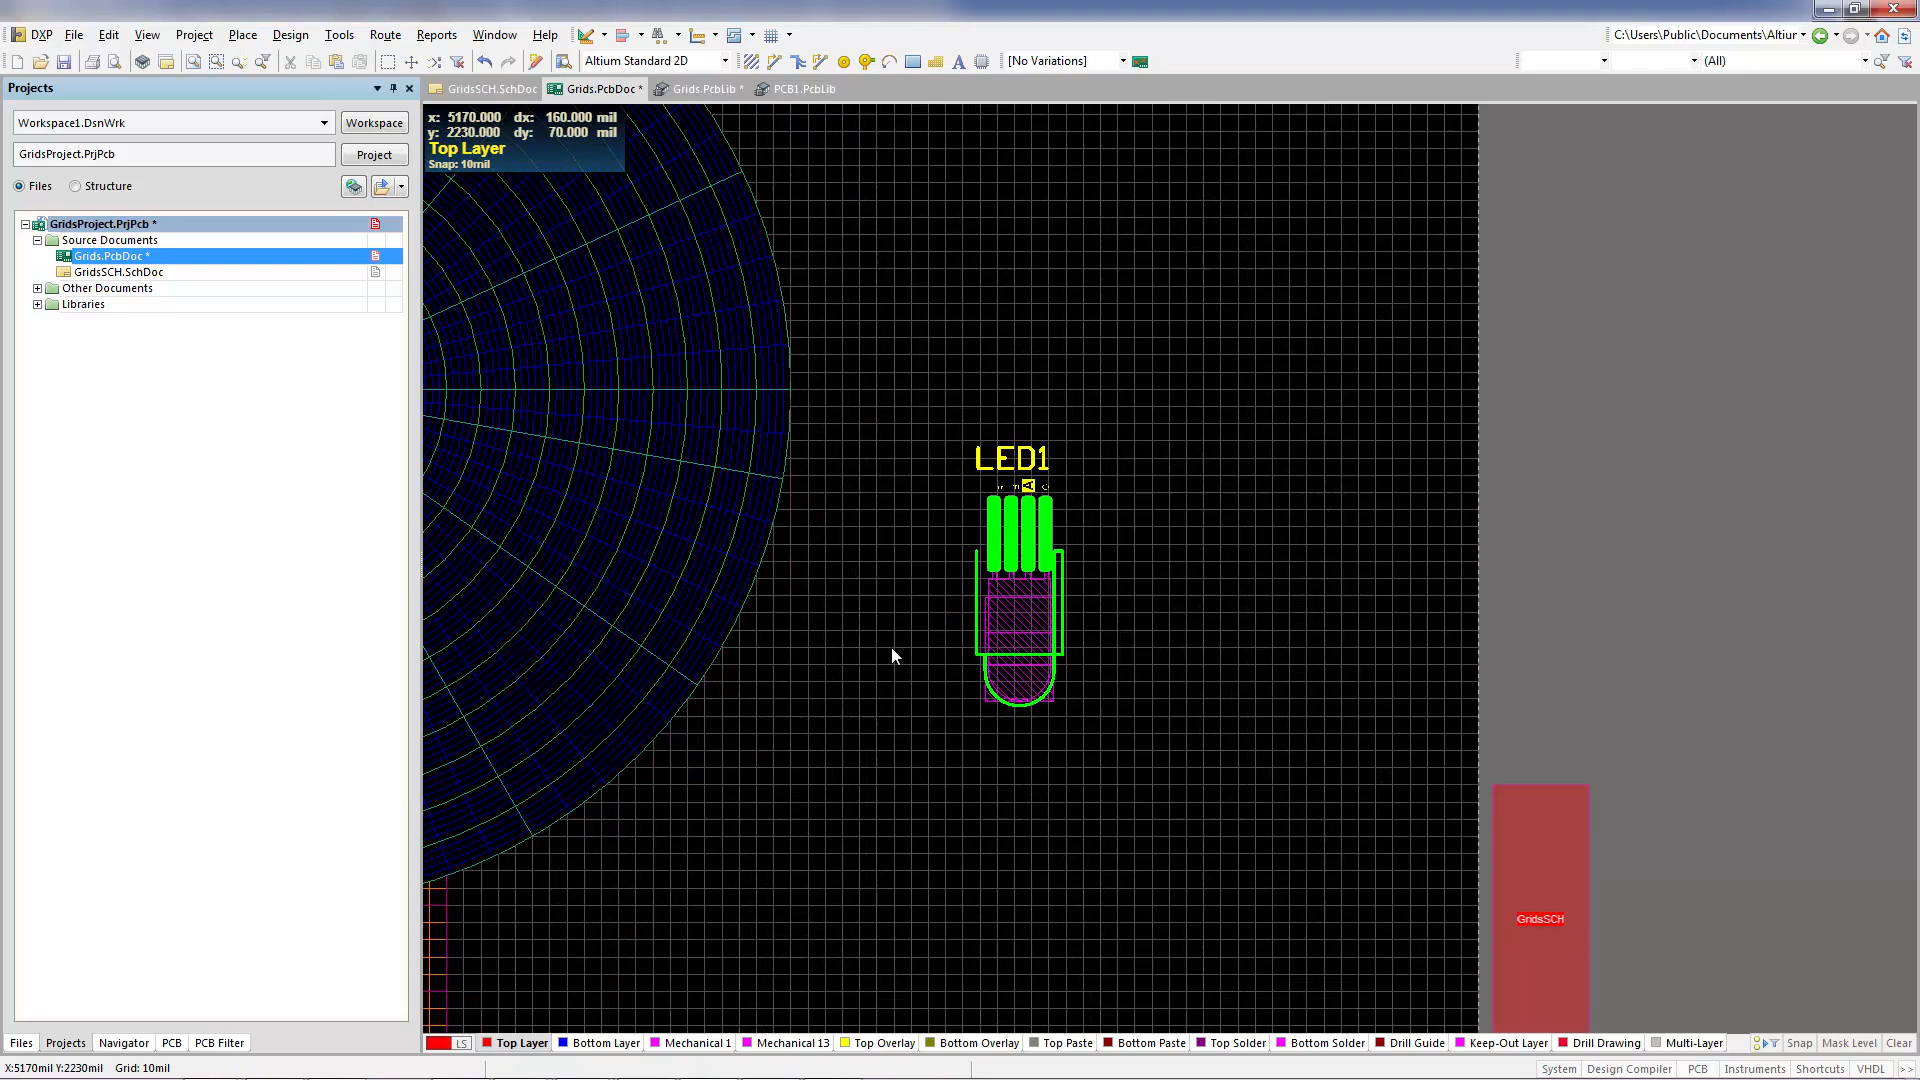 DXP File Edit View Project Place Design Tools Route Reports Window Help
C:\Users\Public\Documents\Altiur
Altium Standard 2D
[No Variations]
(All)
Projects
GridsSCH.SchDoc Grids.PcbDoc * Grids.PcbLib * PCB1.PcbLib
Workspace1.DsnWrk Workspace
GridsProject.PrjPcb Project
Files Structure
GridsProject.PrjPcb *
Source Documents
Grids.PcbDoc *
GridsSCH.SchDoc
Other Documents
Libraries
x: 5170.000 dx: 160.000 mil
y: 2230.000 dy: 70.000 mil
Top Layer
Snap: 10mil
LED1
A
GridsSCH
Files Projects Navigator PCB PCB Filter
LS Top Layer Bottom Layer Mechanical 1 Mechanical 13 Top Overlay Bottom Overlay Top Paste Bottom Paste Top Solder Bottom Solder Drill Guide Keep-Out Layer Drill Drawing Multi-Layer Snap Mask Level Clear
X:5170mil Y:2230mil Grid: 10mil
System Design Compiler PCB Instruments Shortcuts VHDL >>